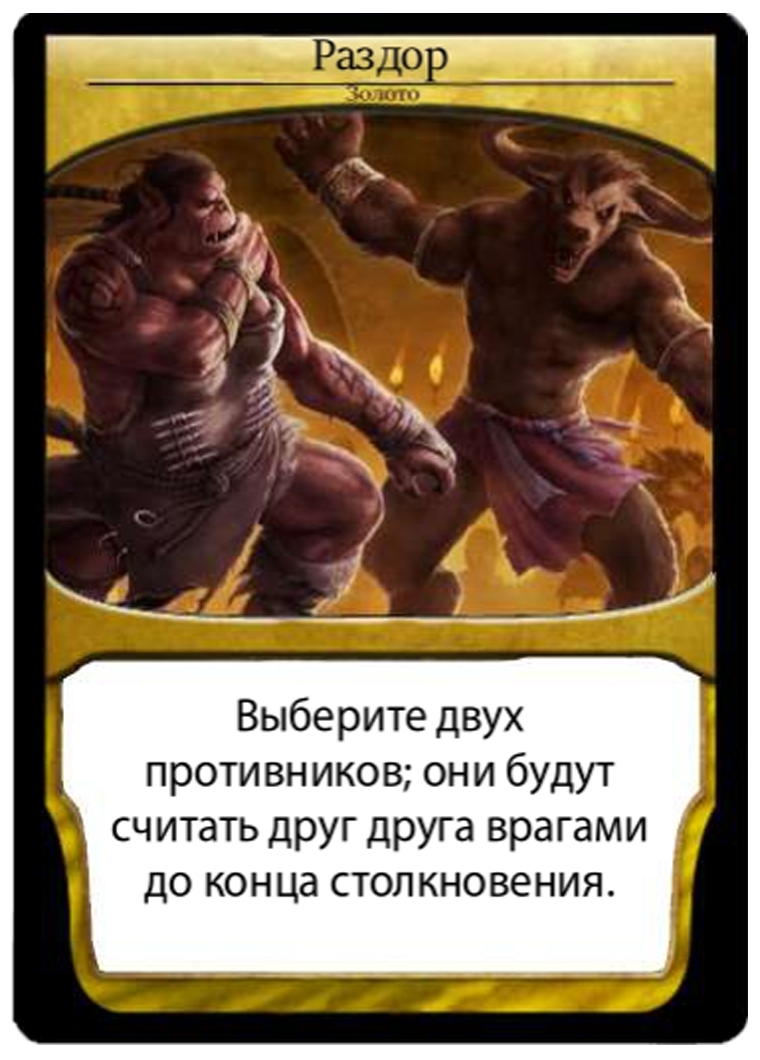 Раздор
Золото
Выберите двух
противников; они будут
считать друг друга врагами
до конца столкновения.